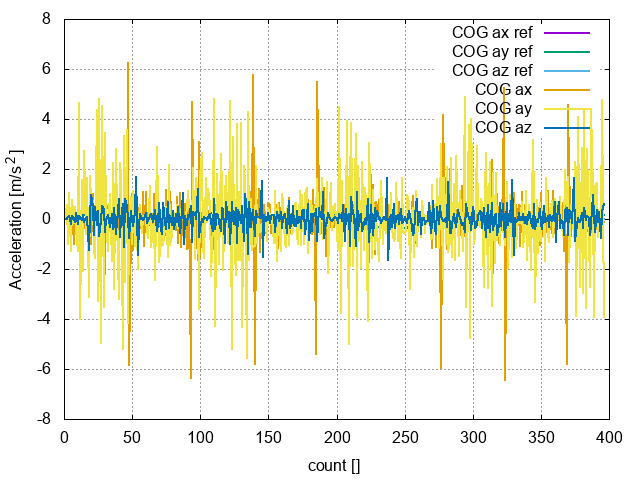 8
6
4
2
0
-2
-4
-6
-8
Acceleration [m/s²]
COG ax ref
COG ay ref
COG az ref
COG ax
COG ay
COG az
0 50 100 150 200 250 300 350 400
count []